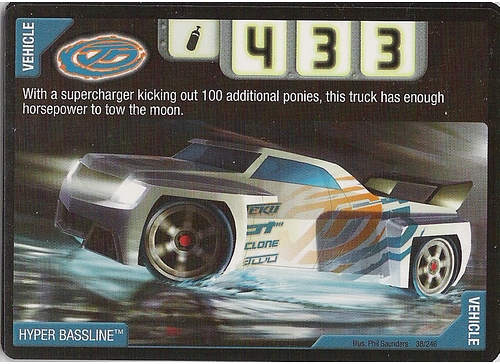 VEHICLE
4 3 3
With a supercharger kicking out 100 additional ponies, this truck has enough
horsepower to tow the moon.
VEHICLE
HYPER BASSLINE™
Illus: Phil Saunders 38/246